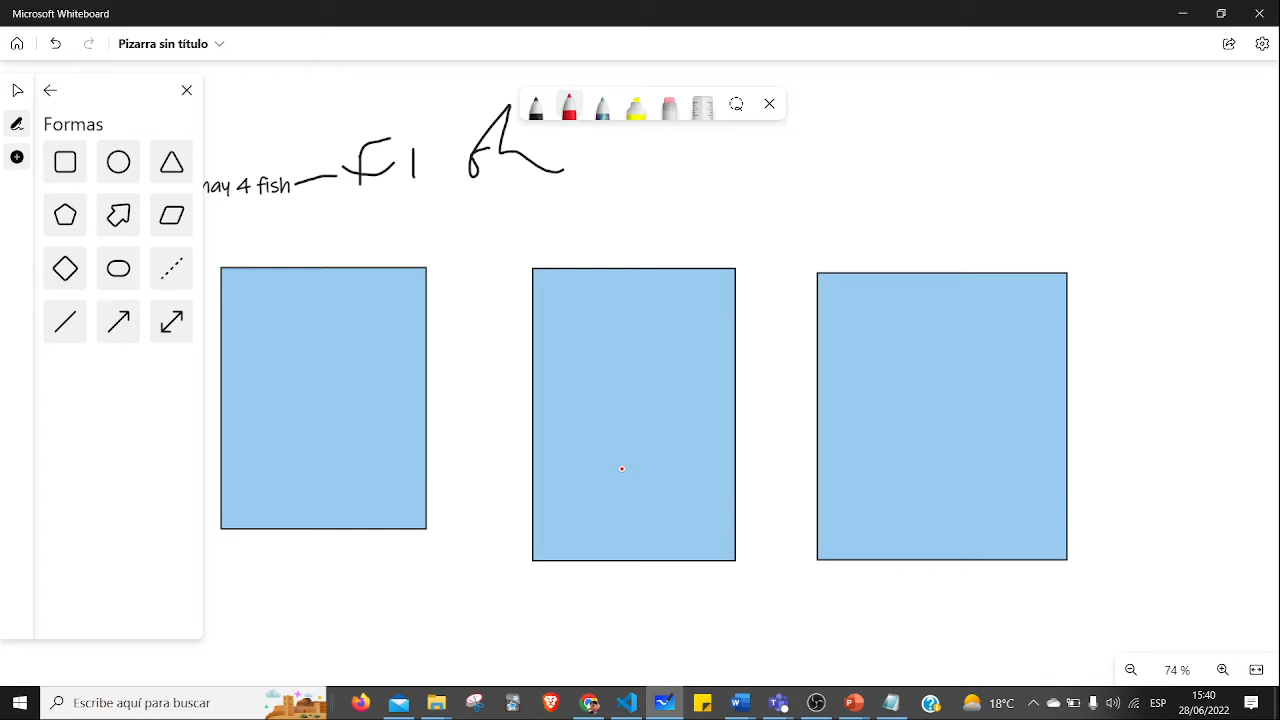 Microsoft Whiteboard
Pizarra sin título
Formas
hay 4 fish
74 %
Escribe aquí para buscar
18°C
ESP
15:40
28/06/2022